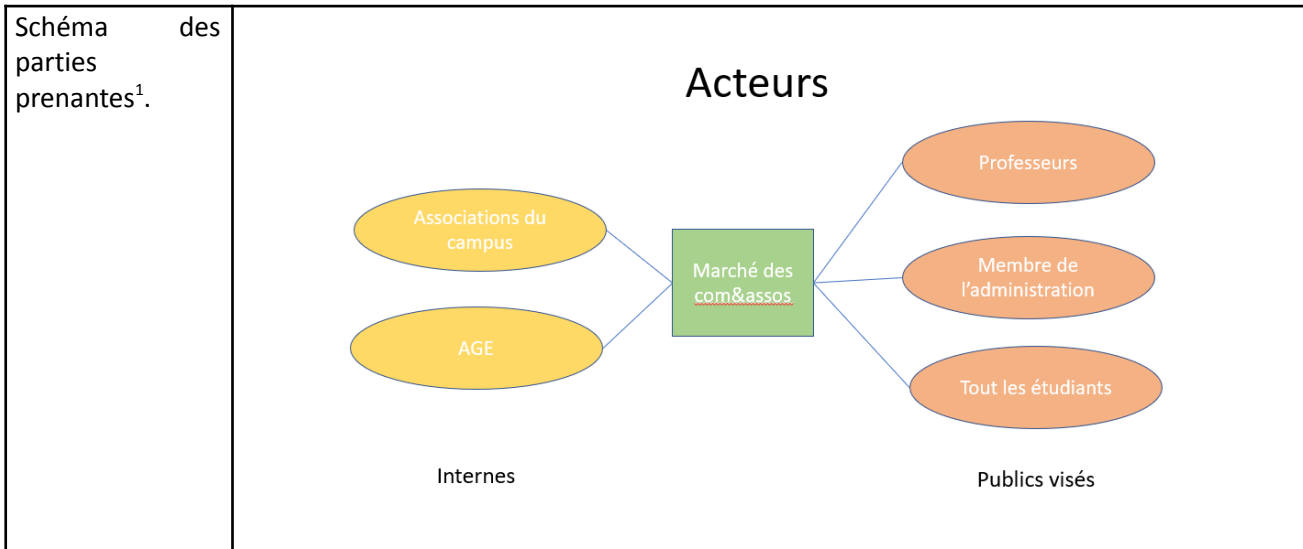 Schéma des
parties
prenantes¹.
Acteurs
Associations du
campus
AGE
Marché des
com&assos
Professeurs
Membre de
l'administration
Tout les étudiants
Internes
Publics visés